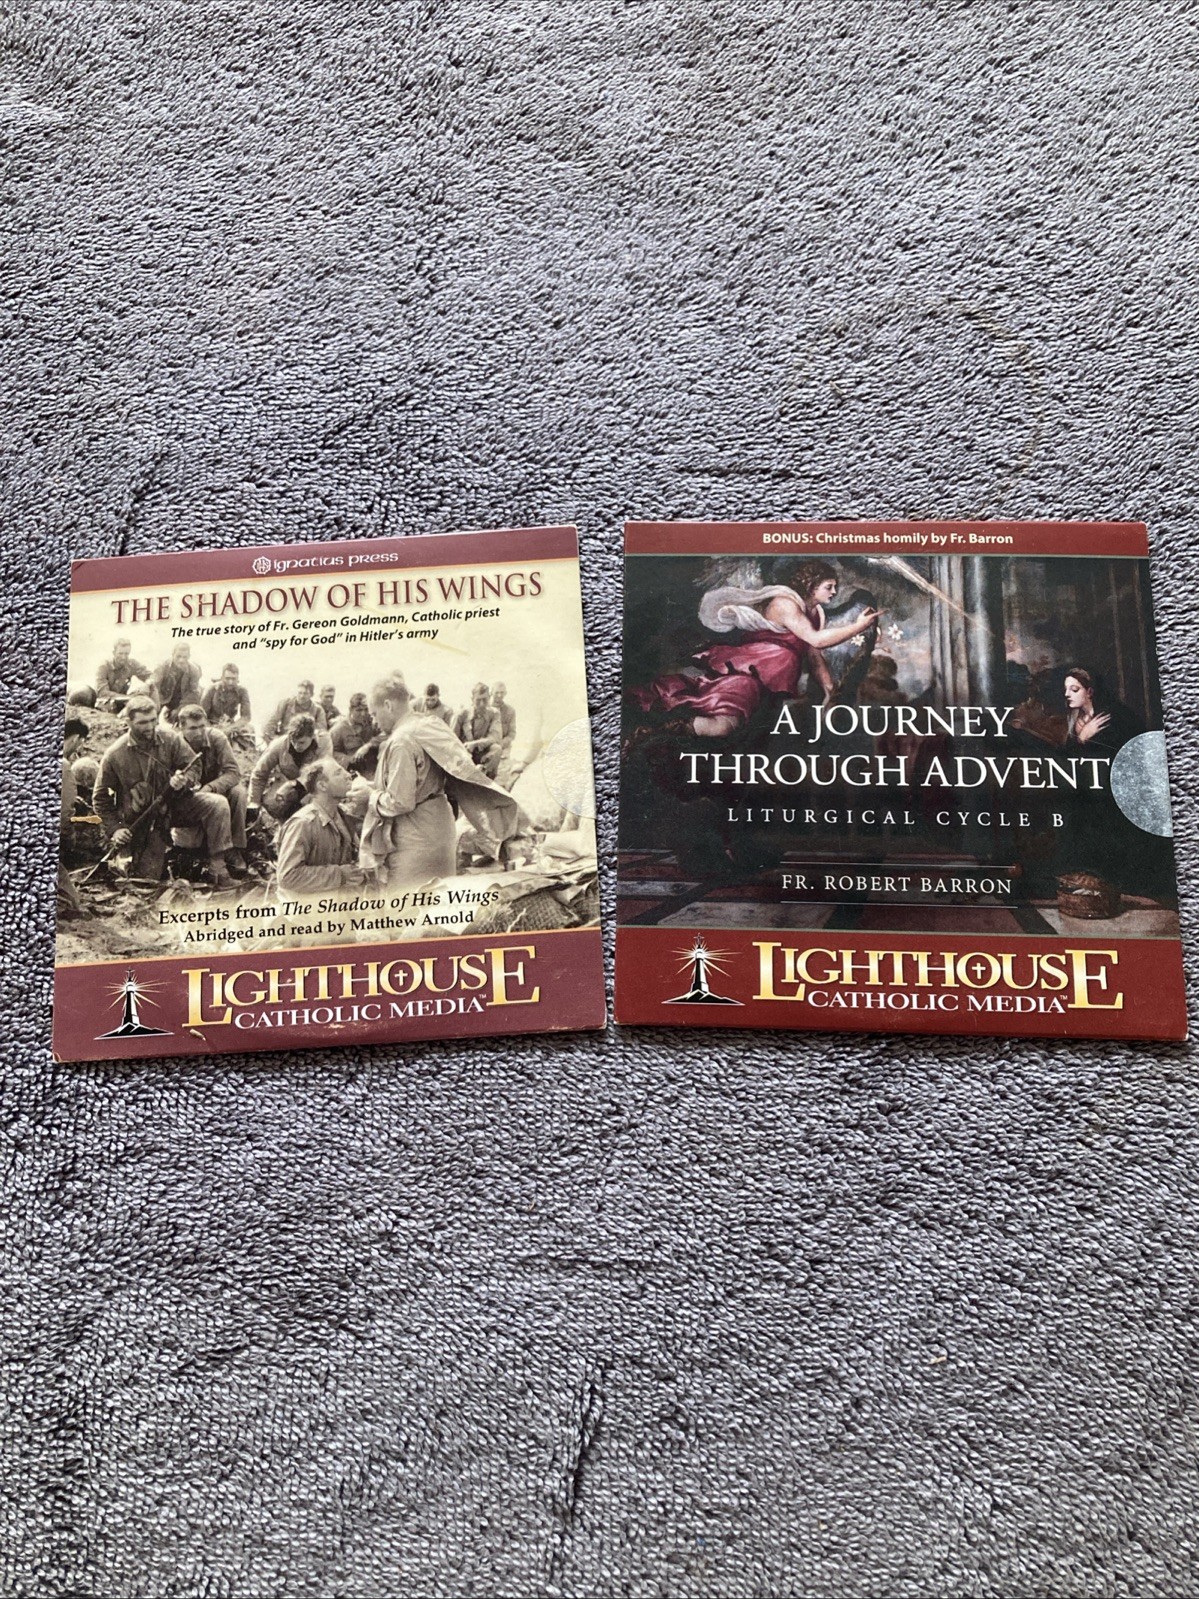 ignatius press
THE SHADOW OF HIS WINGS
The true story of Fr. Gereon Goldmann, Catholic priest
and "spy for God" in Hitler's army
Excerpts from The Shadow of His Wings
Abridged and read by Matthew Arnold
LIGHTHOUSE
CATHOLIC MEDIA™
BONUS: Christmas homily by Fr. Barron
A JOURNEY
THROUGH ADVENT
LITURGICAL CYCLE B
FR. ROBERT BARRON
LIGHTHOUSE
CATHOLIC MEDIA™